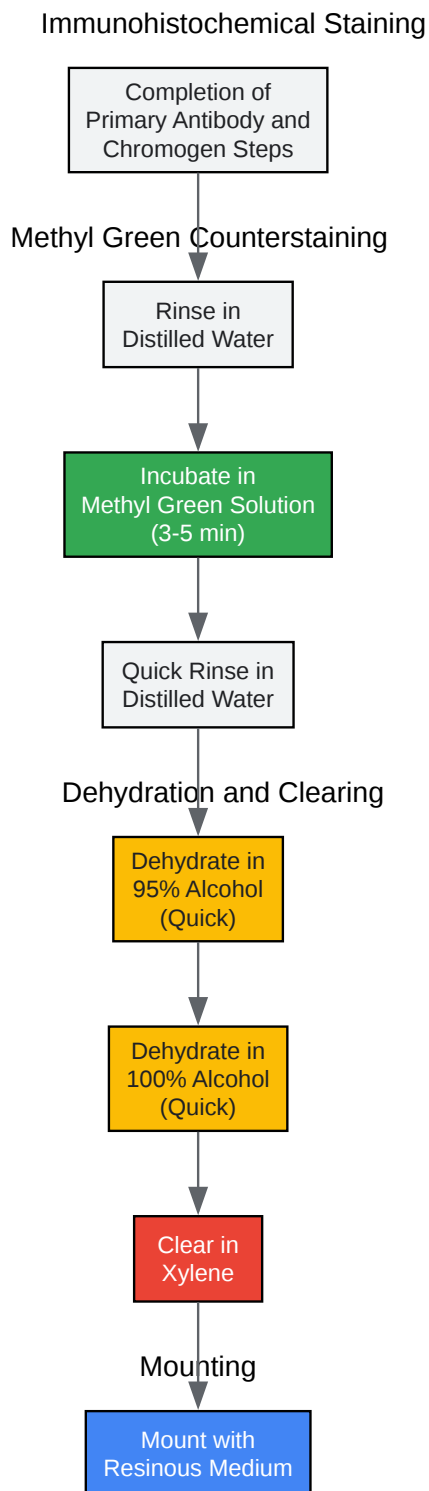 Immunohistochemical Staining
Completion of
Primary Antibody and
Chromogen Steps
Methyl Green Counterstaining
Rinse in
Distilled Water
Incubate in
Methyl Green Solution
(3-5 min)
Quick Rinse in
Distilled Water
Dehydration and Clearing
Dehydrate in
95% Alcohol
(Quick)
Dehydrate in
100% Alcohol
(Quick)
Clear in
Xylene
Mounting
Mount with
Resinous Medium